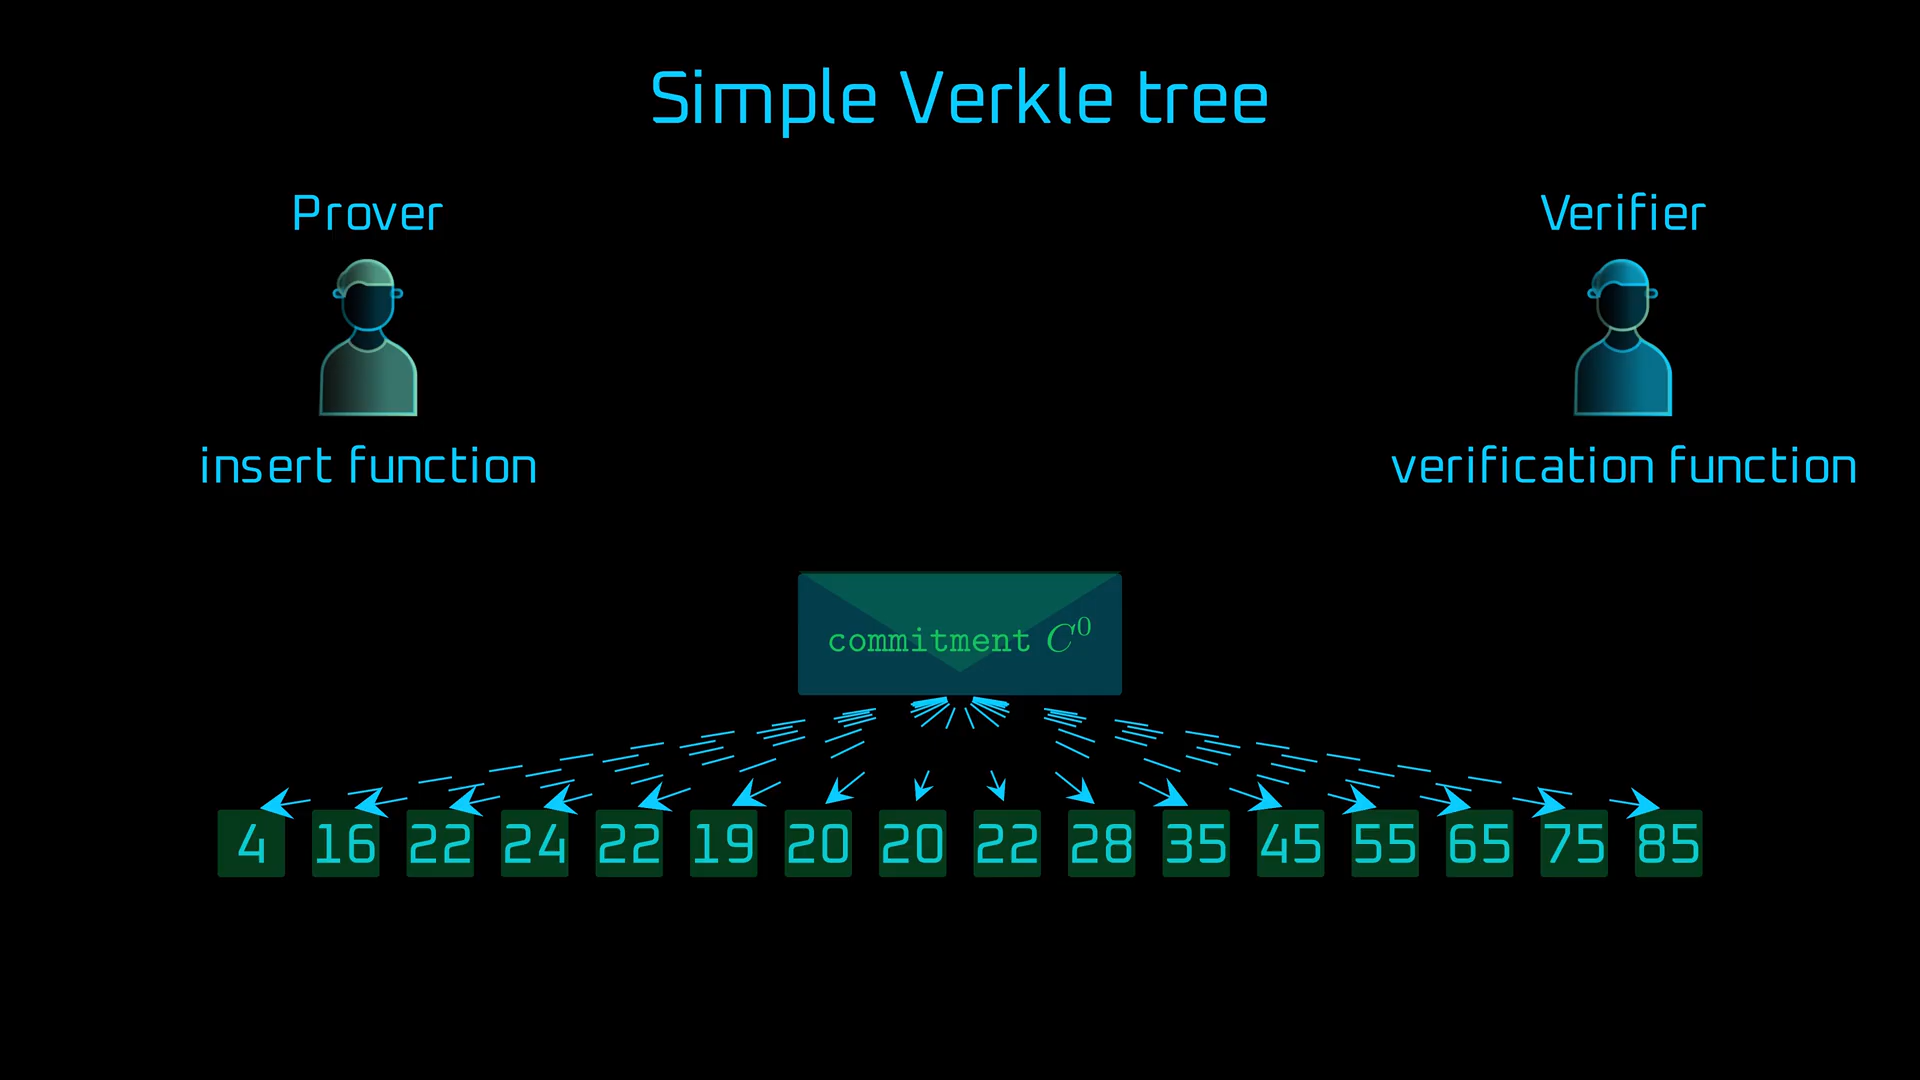 Simple Verkle tree
Prover
Verifier
insert function
verification function
commitment C⁰
4 16 22 24 22 19 20 20 22 28 35 45 55 65 75 85